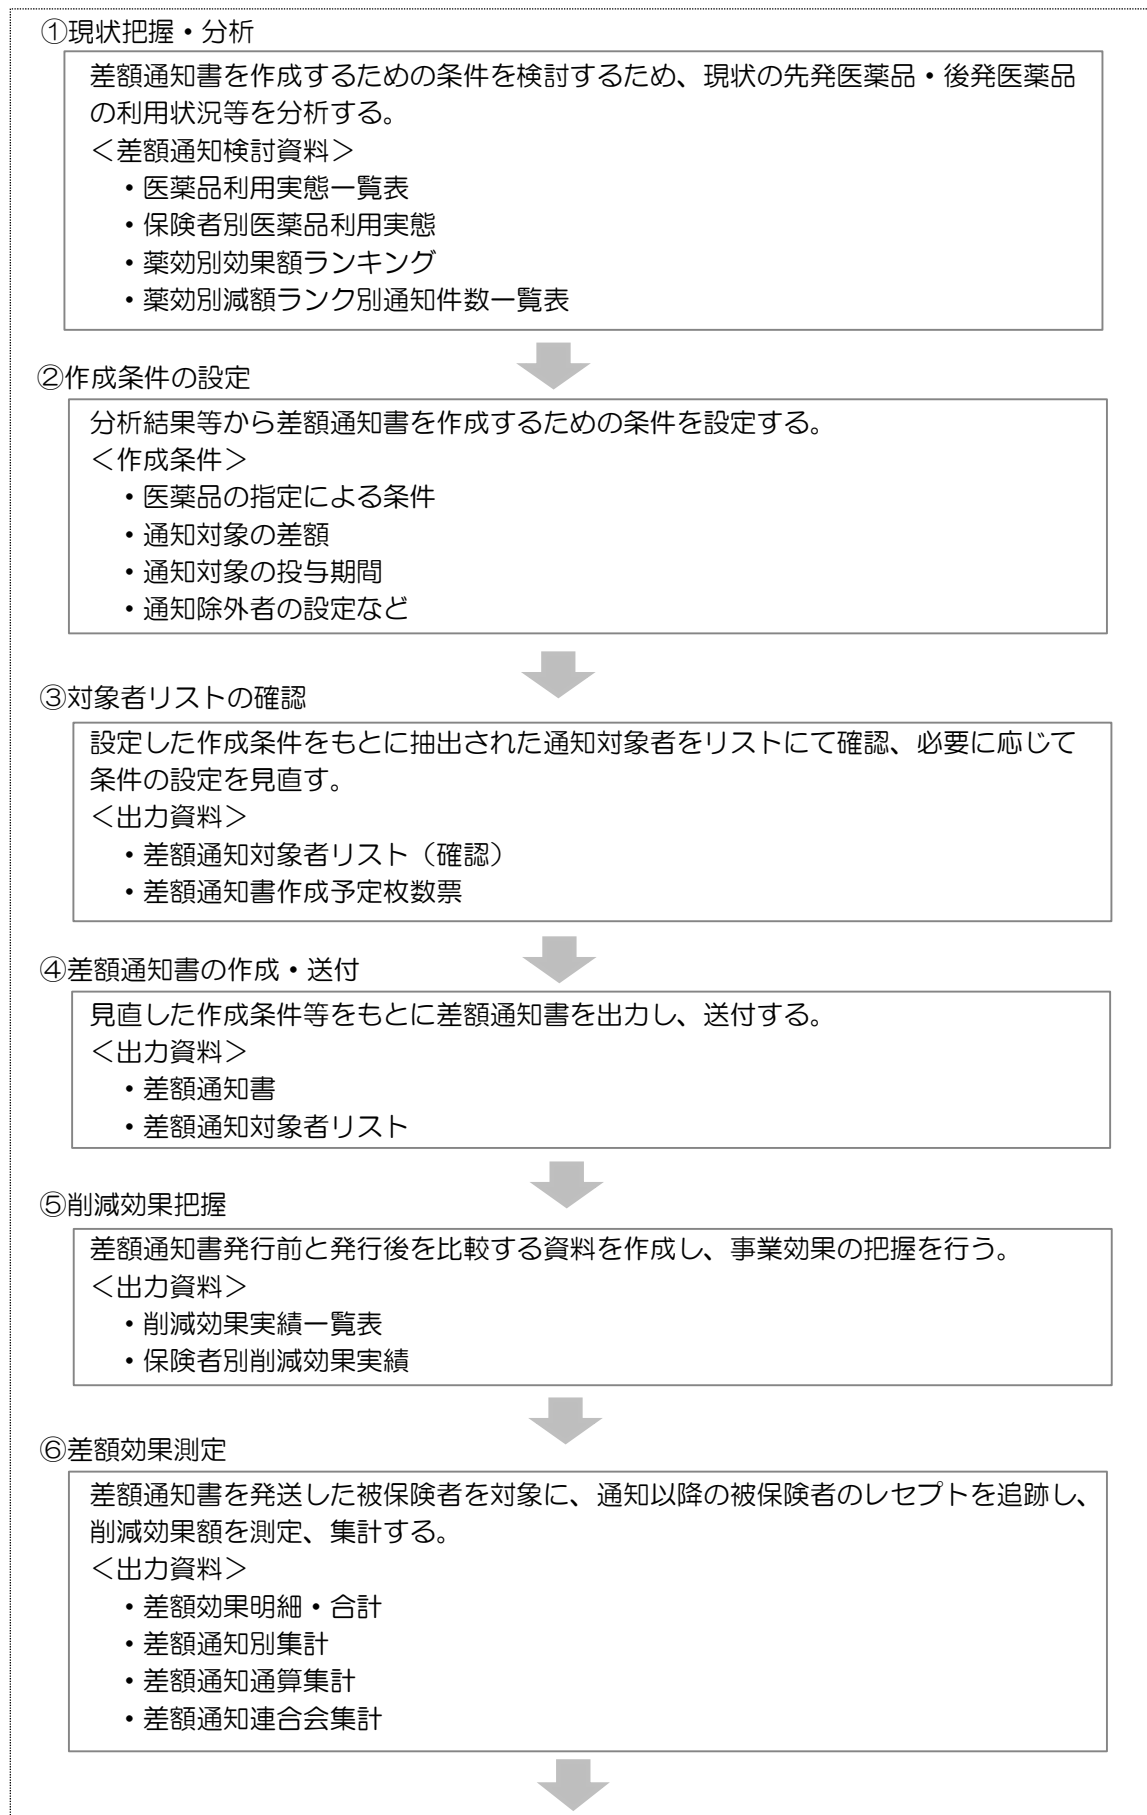 ①現状把握・分析
差額通知書を作成するための条件を検討するため、現状の先発医薬品・後発医薬品
の利用状況等を分析する。
＜差額通知検討資料＞
・医薬品利用実態一覧表
・保険者別医薬品利用実態
・薬効別効果額ランキング
・薬効別減額ランク別通知件数一覧表
②作成条件の設定
分析結果等から差額通知書を作成するための条件を設定する。
＜作成条件＞
・医薬品の指定による条件
・通知対象の差額
・通知対象の投与期間
・通知除外者の設定など
③対象者リストの確認
設定した作成条件をもとに抽出された通知対象者をリストにて確認、必要に応じて
条件の設定を見直す。
＜出力資料＞
・差額通知対象者リスト（確認）
・差額通知書作成予定枚数票
④差額通知書の作成・送付
見直した作成条件等をもとに差額通知書を出力し、送付する。
＜出力資料＞
・差額通知書
・差額通知対象者リスト
⑤削減効果把握
差額通知書発行前と発行後を比較する資料を作成し、事業効果の把握を行う。
＜出力資料＞
・削減効果実績一覧表
・保険者別削減効果実績
⑥差額効果測定
差額通知書を発送した被保険者を対象に、通知以降の被保険者のレセプトを追跡し、
削減効果額を測定、集計する。
＜出力資料＞
・差額効果明細・合計
・差額通知別集計
・差額通知通算集計
・差額通知連合会集計